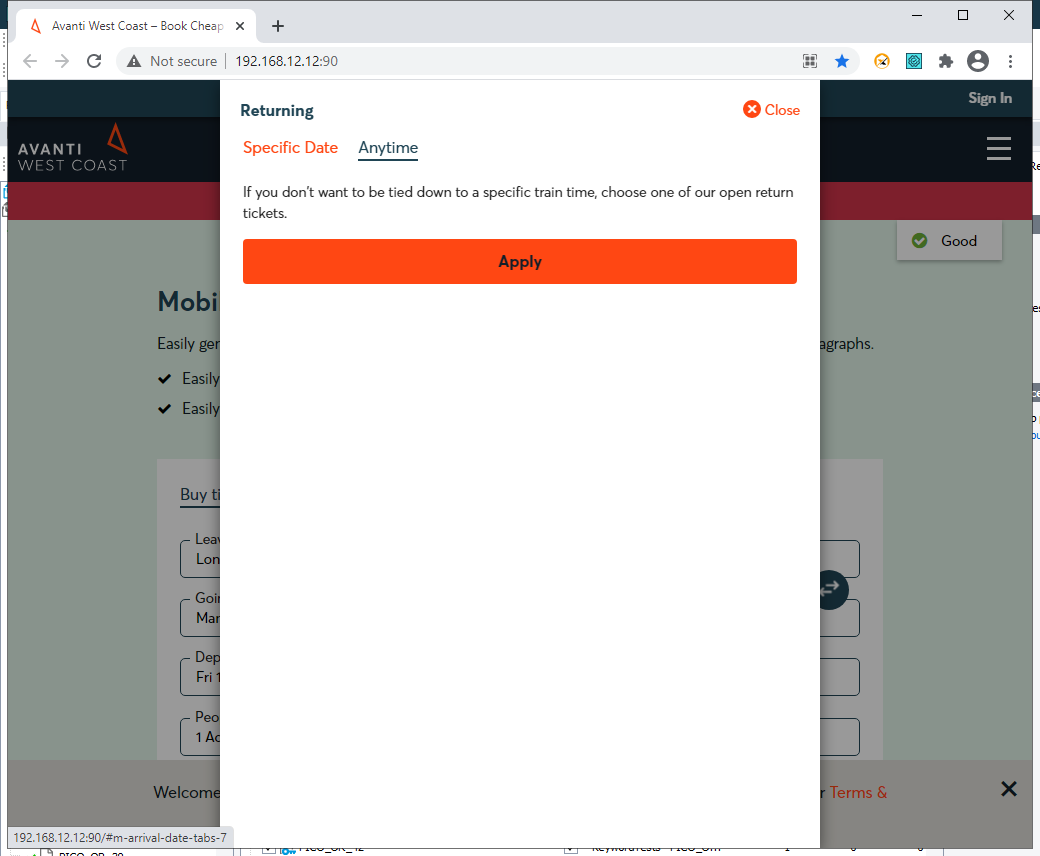 Avanti West Coast – Book Cheap
Not secure
192.168.12.12:90
Sign In
Returning
Close
AVANTI
WEST COAST
Specific Date
Anytime
If you don't want to be tied down to a specific train time, choose one of our open return
tickets.
Good
Apply
Mobi
Easily ger
agraphs.
Easily
Easily
Buy ti
Leav
Lon
Goi
Mar
Dep
Fri 1
Peo
1 Ad
Welcome
r Terms &
192.168.12.12:90/#m-arrival-date-tabs-7